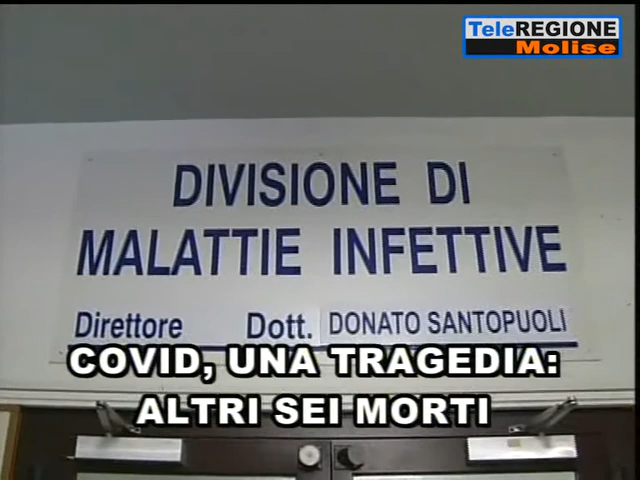 TeleREGIONE
Molise
DIVISIONE DI
MALATTIE INFETTIVE
Direttore Dott. DONATO SANTOPUOLI
COVID, UNA TRAGEDIA:
ALTRI SEI MORTI